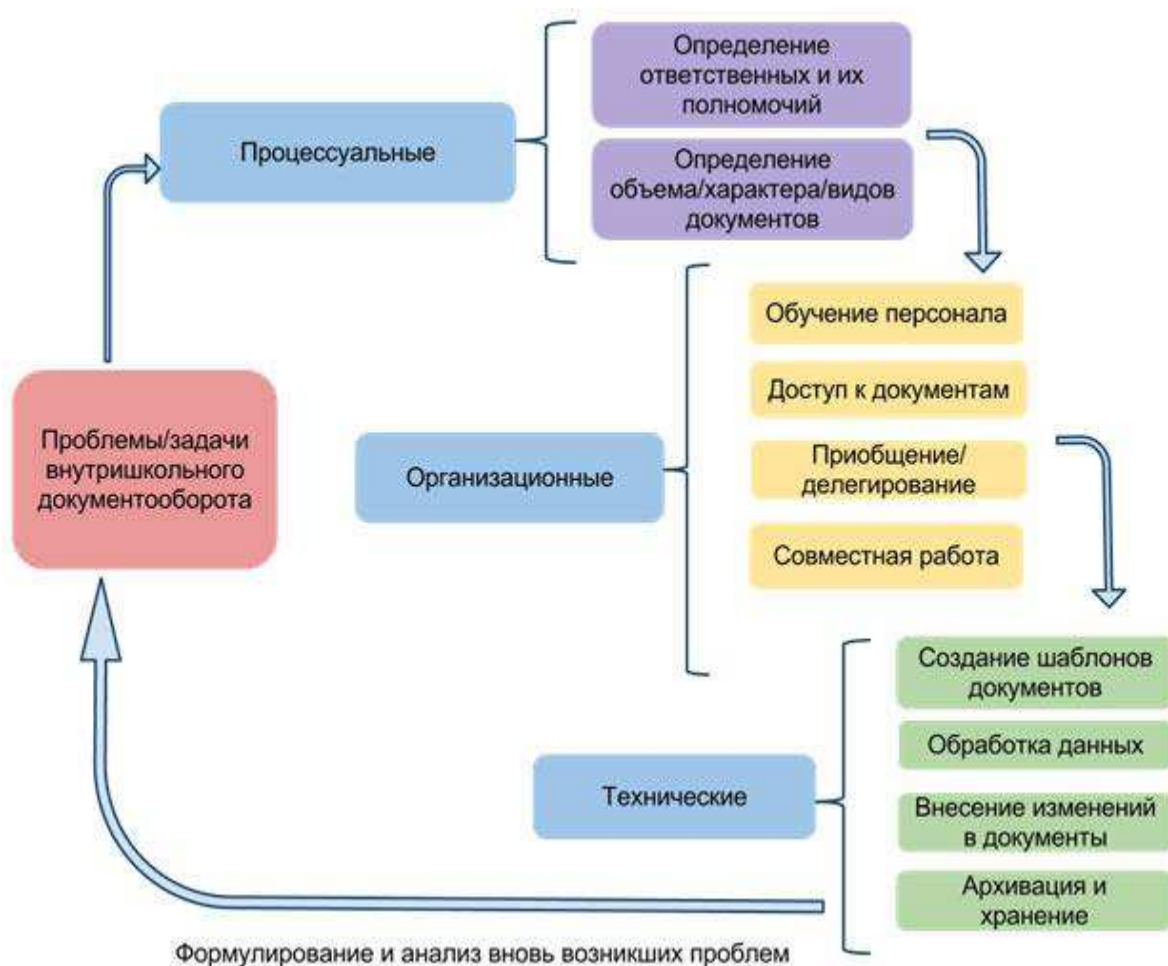 Определение
ответственных и их
полномочий
Процессуальные
Определение
объема/характера/видов
документов
Обучение персонала
Доступ к документам
Проблемы/задачи
внутришкольного
документооборота
Организационные
Приобщение/
делегирование
Совместная работа
Создание шаблонов
документов
Обработка данных
Технические
Внесение изменений
в документы
Архивация и
хранение
Формулирование и анализ вновь возникших проблем